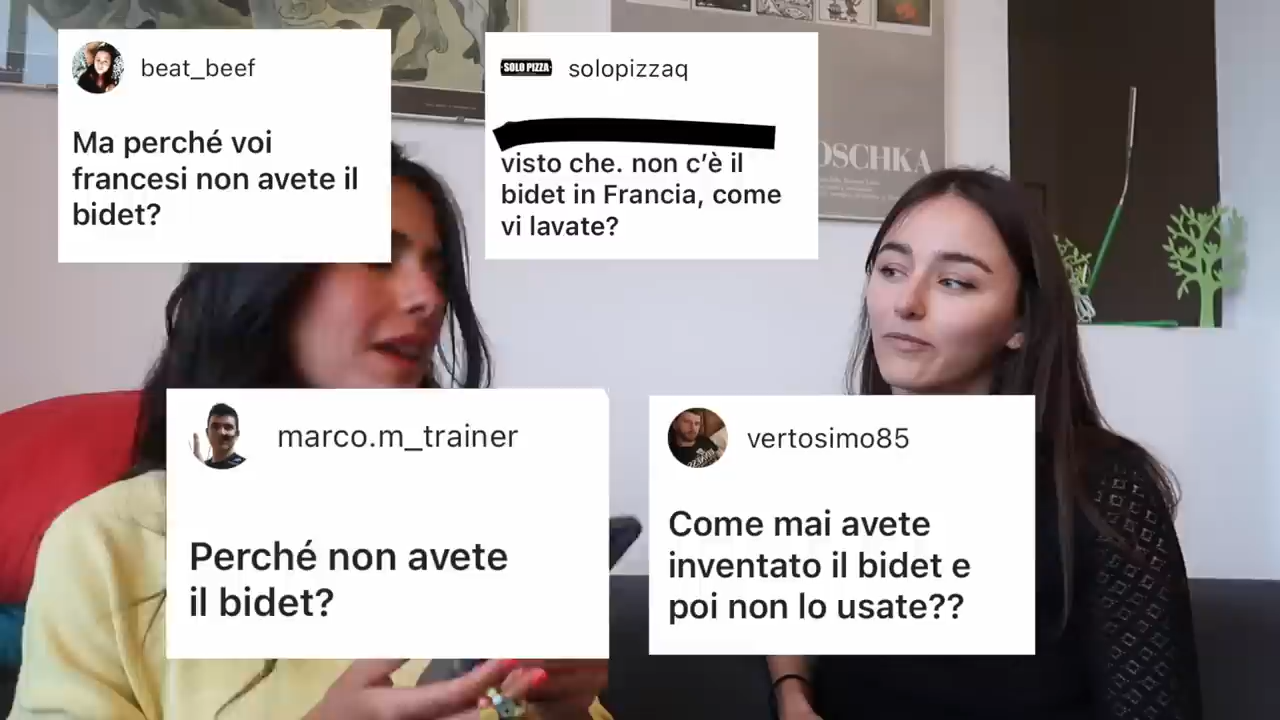 beat_beef
Ma perché voi
francesi non avete il
bidet?
SOLO PIZZA
solopizzaq
visto che. non c'è il
bidet in Francia, come
vi lavate?
OSCHKA
marco.m_trainer
Perché non avete
il bidet?
vertosimo85
Come mai avete
inventato il bidet e
poi non lo usate??